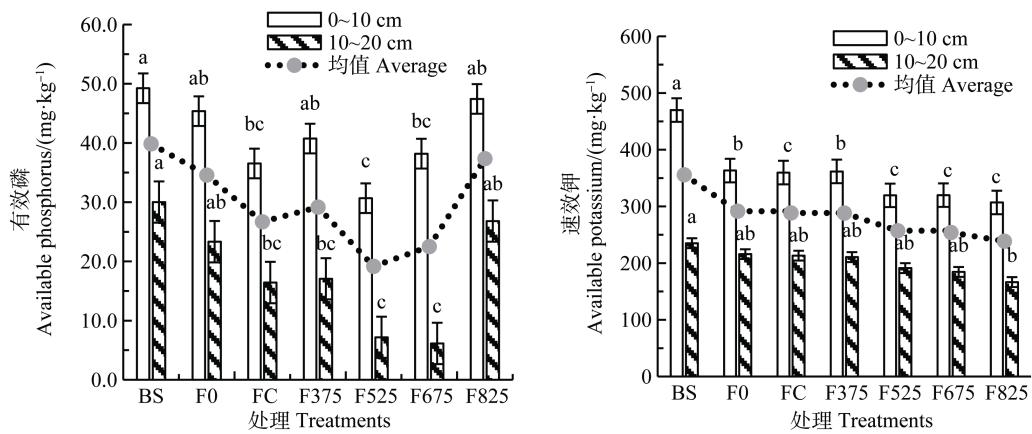 有效磷
Available phosphorus/(mg·kg⁻¹)
60.0
50.0
40.0
30.0
20.0
10.0
0.0
0~10 cm
10~20 cm
均值 Average
a
ab
bc
ab
c
bc
ab
a
ab
bc
bc
c
c
ab
BS
F0
FC
F375
F525
F675
F825
处理 Treatments
速效钾
Available potassium/(mg·kg⁻¹)
600
500
400
300
200
100
0
0~10 cm
10~20 cm
均值 Average
a
b
b
b
c
c
c
a
ab
ab
ab
ab
ab
b
BS
F0
FC
F375
F525
F675
F825
处理 Treatments